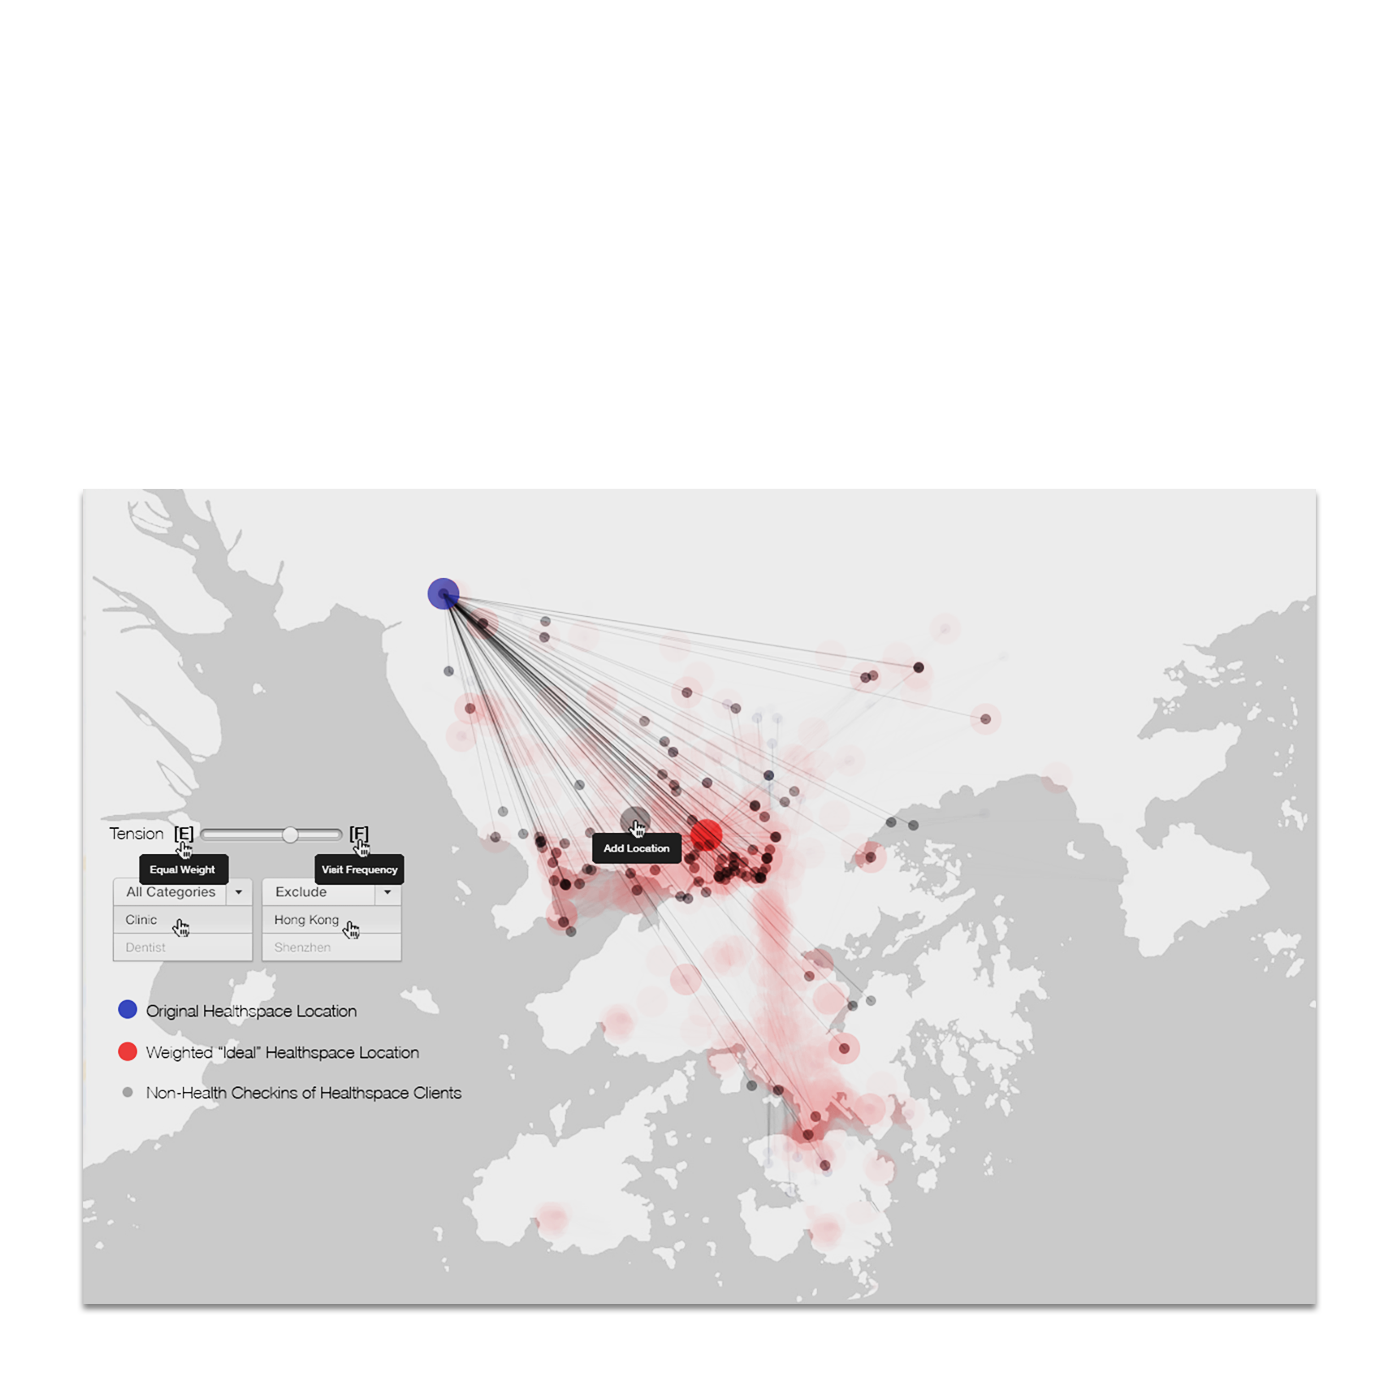 Add Location
Tension [E] [F]
Equal Weight
Visit Frequency
All Categories
Exclude
Clinic
Hong Kong
Dentist
Shenzhen
Original Healthspace Location
Weighted “Ideal” Healthspace Location
Non-Health Checkins of Healthspace Clients